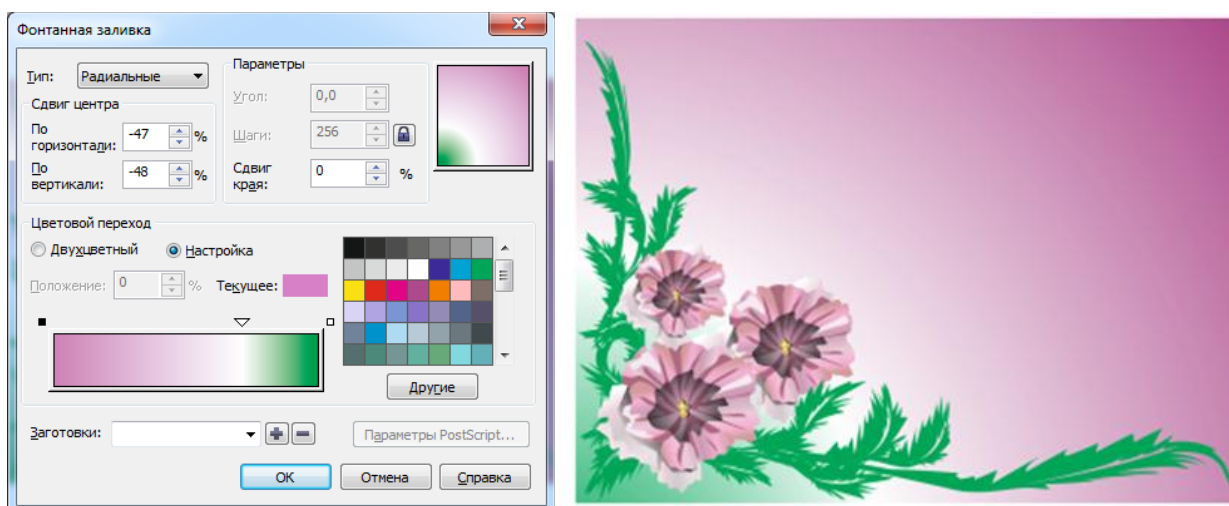 Фонтанная заливка
Тип: Радиальные
Сдвиг центра
По горизонтали: -47 %
По вертикали: -48 %
Параметры
Угол: 0,0
Шаги: 256
Сдвиг края: 0 %
Цветовой переход
Двухцветный Настройка
Положение: 0 % Текущее:
Другие
Заготовки:
Параметры PostScript...
ОК Отмена Справка